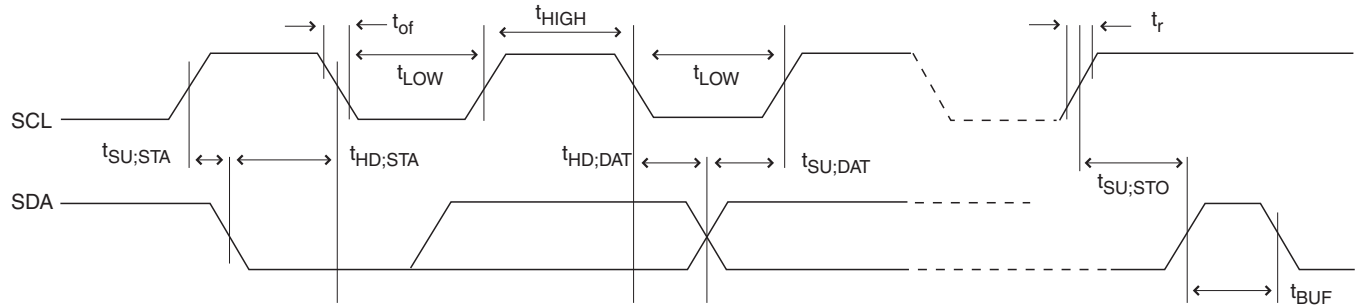 t_of
t_HIGH
t_r
t_LOW
t_LOW
SCL
t_SU;STA
t_HD;STA
t_HD;DAT
t_SU;DAT
t_SU;STO
SDA
t_BUF